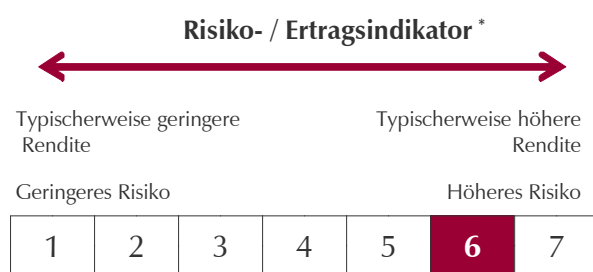 Risiko- / Ertragsindikator *
Typischerweise geringere Rendite
Typischerweise höhere Rendite
Geringeres Risiko
Höheres Risiko
1 2 3 4 5 6 7